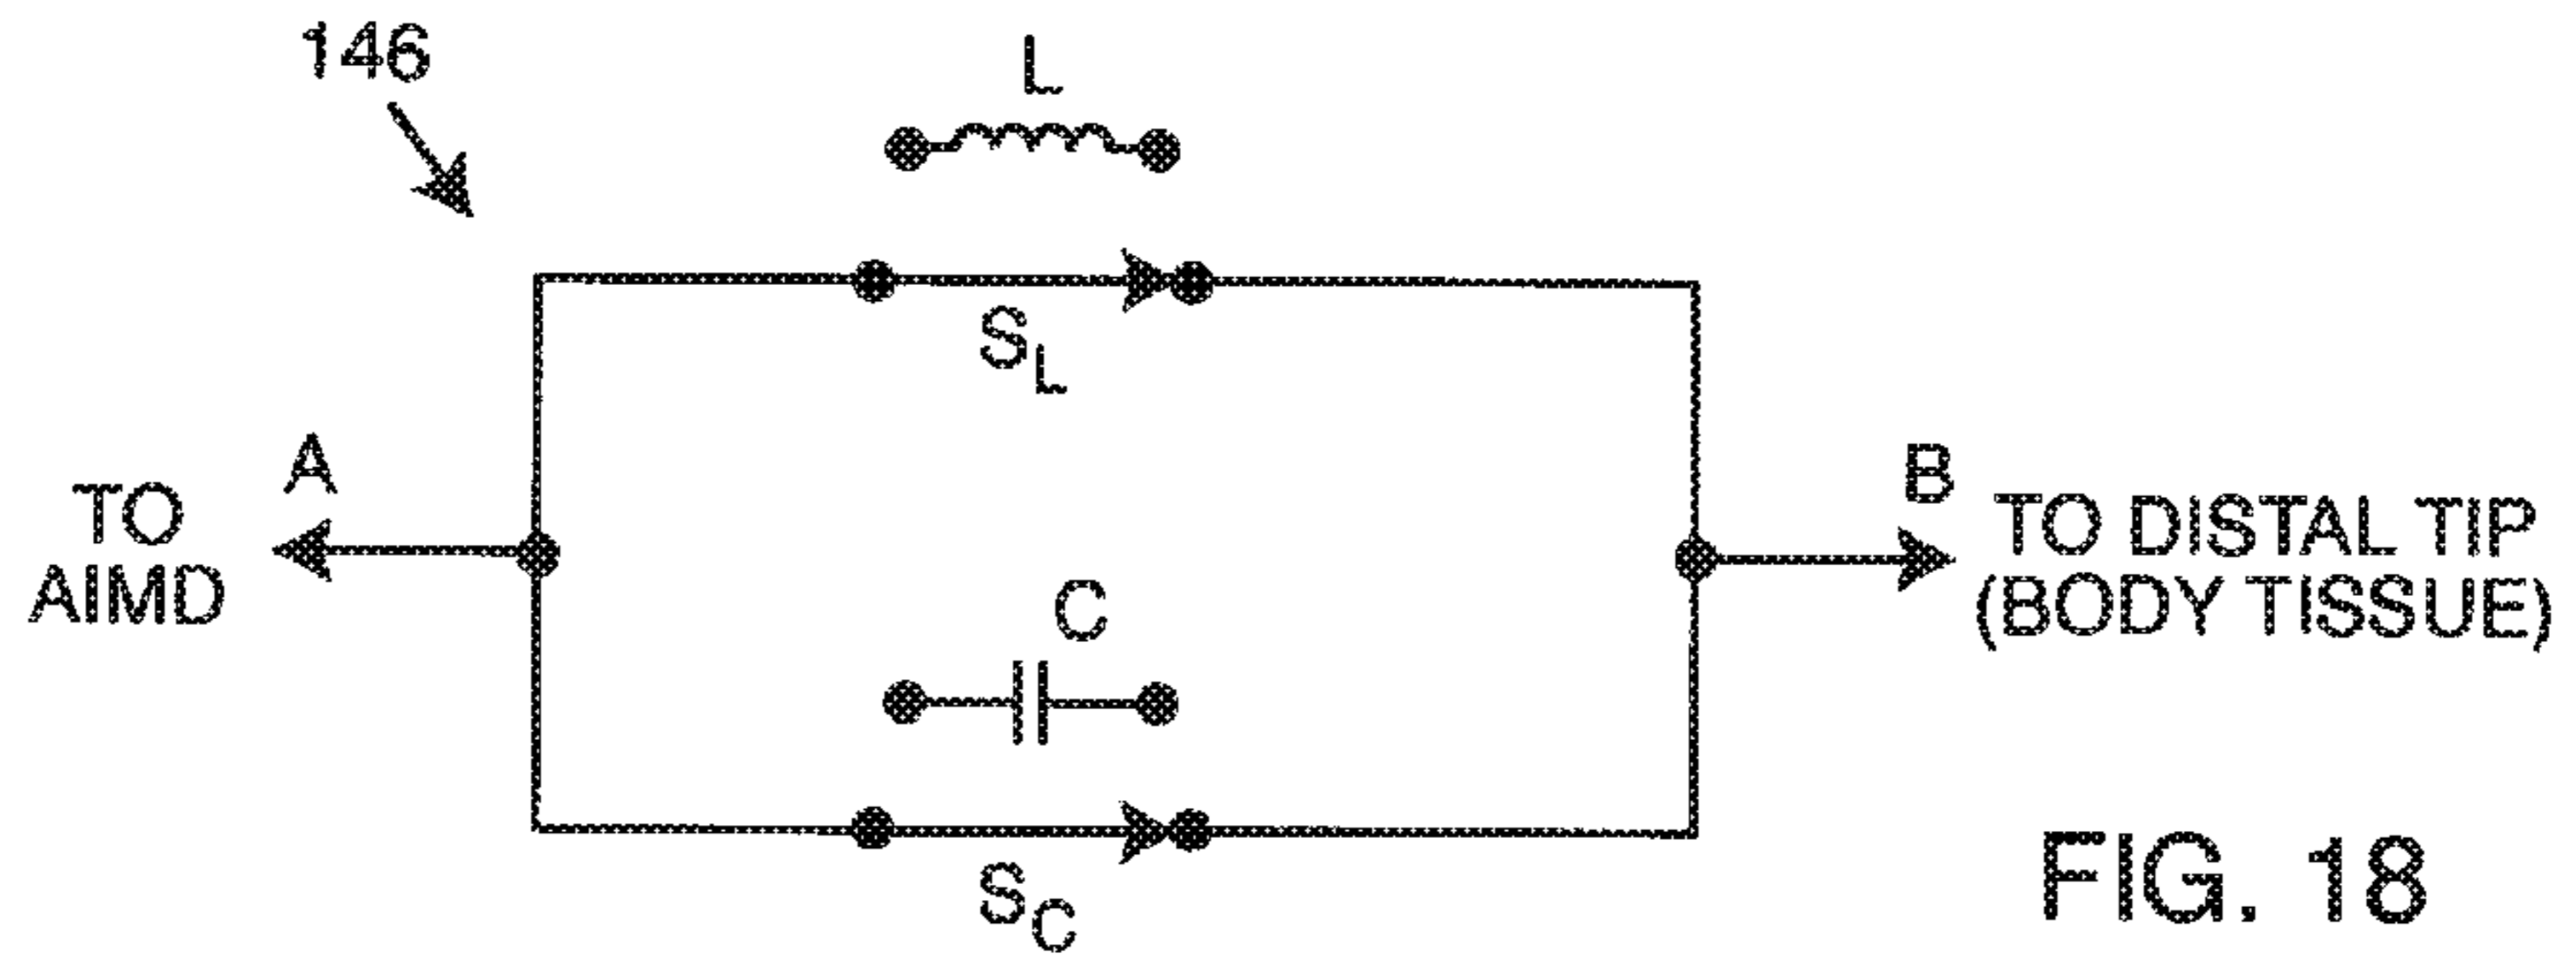 146
L
S_L
A
TO
AIMD
B
TO DISTAL TIP
(BODY TISSUE)
C
S_C
FIG. 18